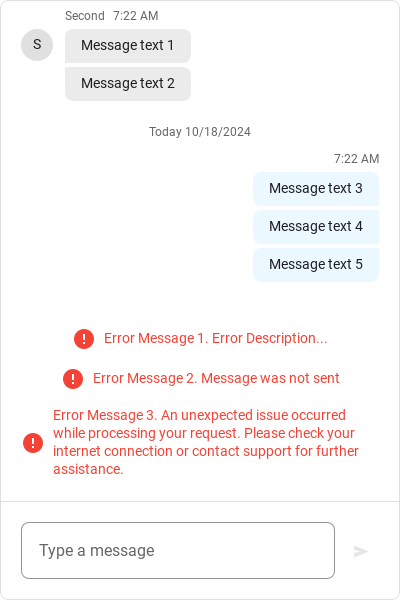 Second 7:22 AM
S
Message text 1
Message text 2
Today 10/18/2024
7:22 AM
Message text 3
Message text 4
Message text 5
Error Message 1. Error Description...
Error Message 2. Message was not sent
Error Message 3. An unexpected issue occurred
while processing your request. Please check your
internet connection or contact support for further
assistance.
Type a message